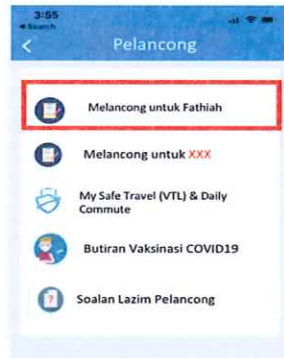 3:55
◀ Search
Pelancong
Melancong untuk Fathiah
Melancong untuk XXX
My Safe Travel (VTL) & Daily
Commute
Butiran Vaksinasi COVID19
?
Soalan Lazim Pelancong